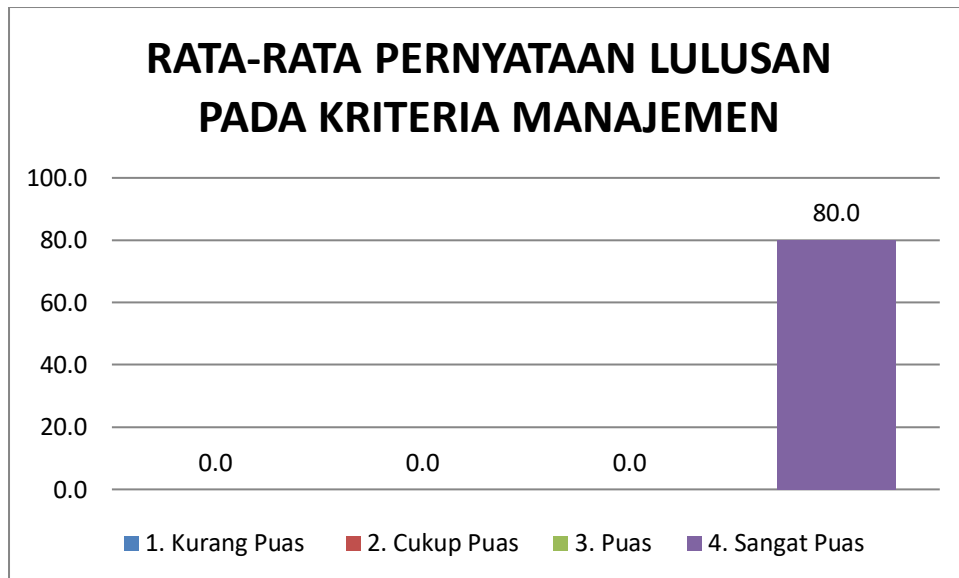 RATA-RATA PERNYATAAN LULUSAN
PADA KRITERIA MANAJEMEN
100.0
80.0
80.0
60.0
40.0
20.0
0.0 0.0 0.0
0.0
1. Kurang Puas 2. Cukup Puas 3. Puas 4. Sangat Puas